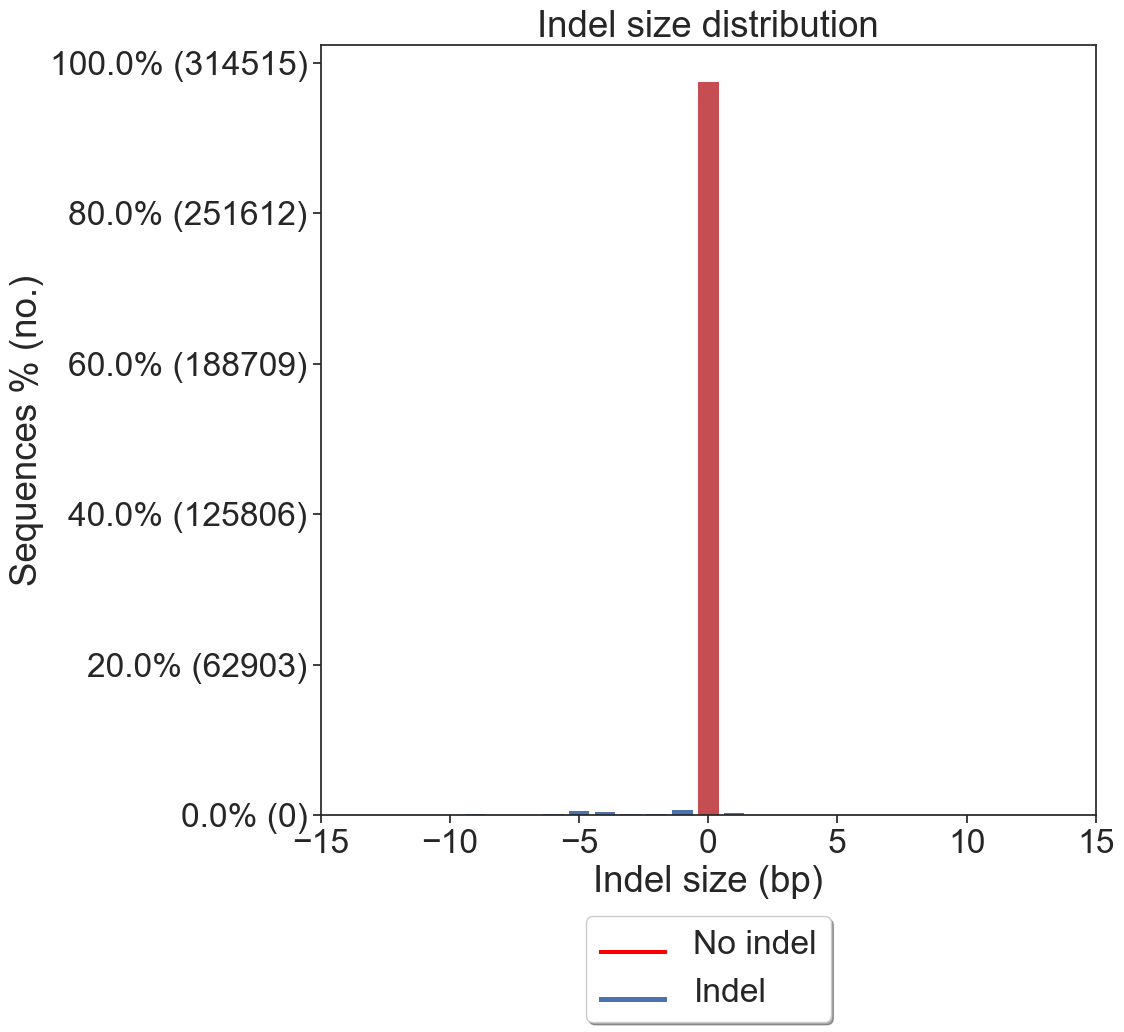 Indel size distribution
Sequences % (no.)
100.0% (314515)
80.0% (251612)
60.0% (188709)
40.0% (125806)
20.0% (62903)
0.0% (0)
−15 −10 −5 0 5 10 15
Indel size (bp)
No indel
Indel